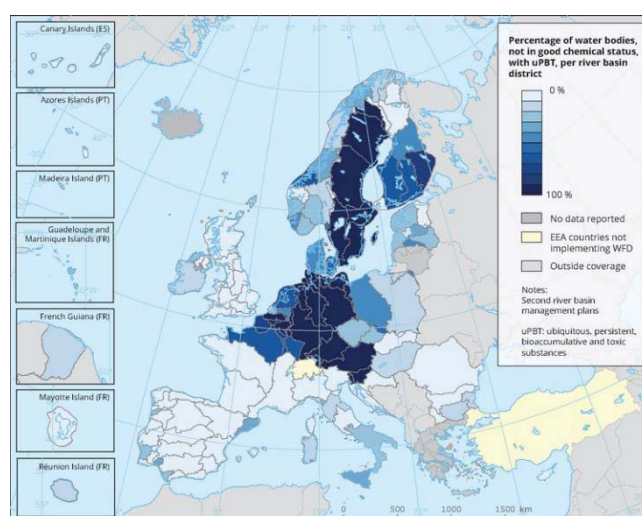 Canary Islands (ES)
Azores Islands (PT)
Madeira Island (PT)
Guadeloupe and
Martinique Islands (FR)
French Guiana (FR)
Mayotte Island (FR)
Réunion Island (FR)
Percentage of water bodies,
not in good chemical status,
with uPBT, per river basin
district
0 %
100 %
No data reported
EEA countries not
implementing WFD
Outside coverage
Notes:
Second river basin
management plans
uPBT: ubiquitous, persistent,
bioaccumulative and toxic
substances
0 500 1000 1500 km